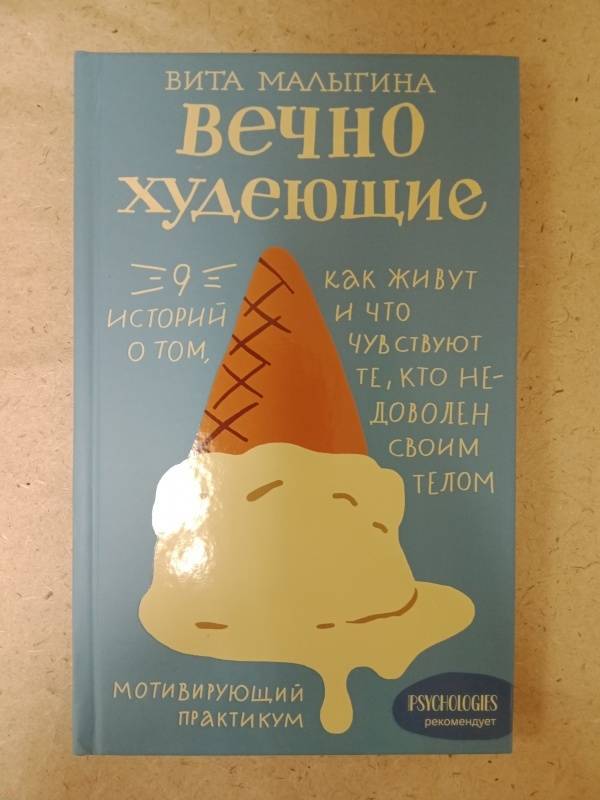 ВИТА МАЛЫГИНА
ВЕЧНО
ХУДЕЮЩИЕ
9
ИСТОРИЙ
О ТОМ,
КАК ЖИВУТ
И ЧТО
ЧУВСТВУЮТ
ТЕ, КТО НЕ-
ДОВОЛЕН
СВОИМ
ТЕЛОМ
МОТИВИРУЮЩИЙ
ПРАКТИКУМ
PSYCHOLOGIES
рекомендует